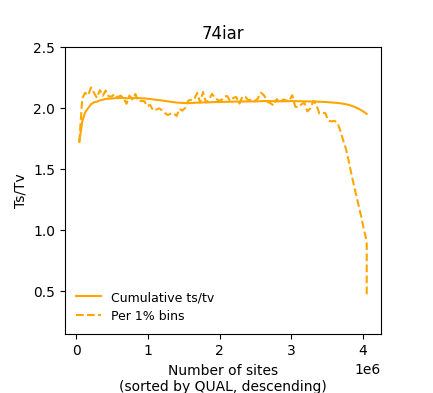 74iar
2.5
2.0
1.5
1.0
0.5
Ts/Tv
Cumulative ts/tv
Per 1% bins
0 1 2 3 4
1e6
Number of sites
(sorted by QUAL, descending)